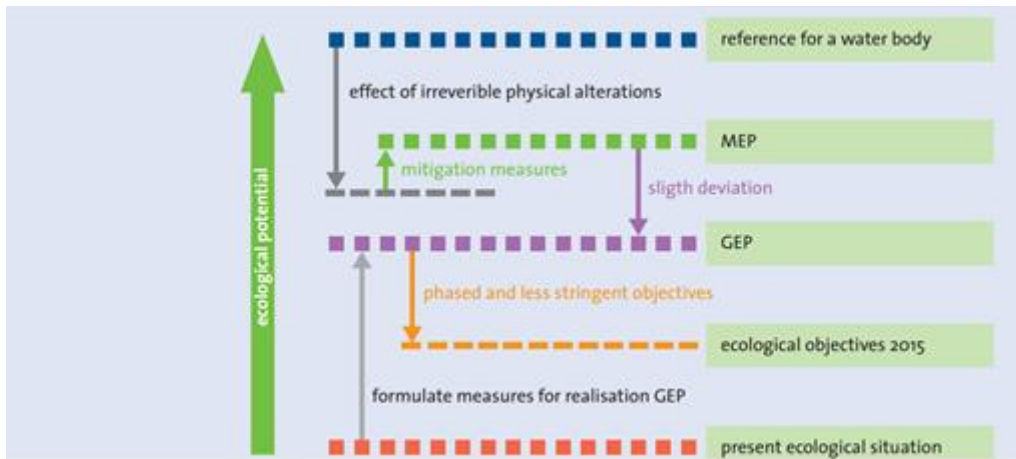 reference for a water body
effect of irreverible physical alterations
MEP
mitigation measures
sligth deviation
ecological potential
GEP
phased and less stringent objectives
ecological objectives 2015
formulate measures for realisation GEP
present ecological situation